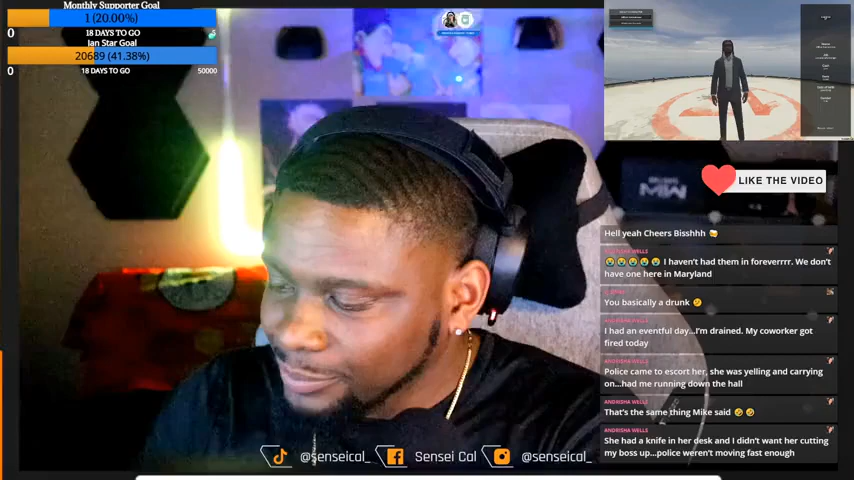 Monthly Supporter Goal
1 (20.00%)
0
18 DAYS TO GO
Jan Star Goal
20689 (41.38%)
0
18 DAYS TO GO
50000
LIKE THE VIDEO
Hell yeah Cheers Bisshhh
I haven't had them in foreverrrr. We don't
have one here in Maryland
You basically a drunk
I had an eventful day...I'm drained. My coworker got
fired today
ANDRISHA WELLS
Police came to escort her, she was yelling and carrying
on...had me running down the hall
ANDRISHA WELLS
That's the same thing Mike said
ANDRISHA WELLS
She had a knife in her desk and I didn't want her cutting
my boss up...police weren't moving fast enough
@senseical_
Sensei Cal
@senseical_